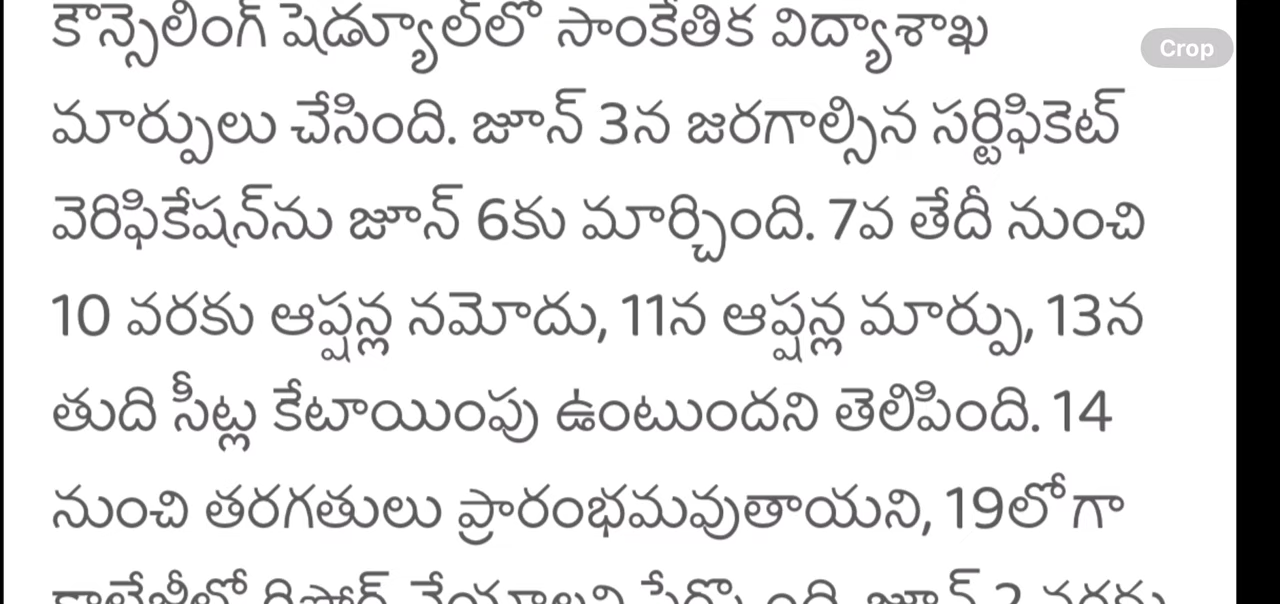 కౌన్సెలింగ్ షెడ్యూల్‌లో సాంకేతిక విద్యాశాఖ
Crop
మార్పులు చేసింది. జూన్ 3న జరగాల్సిన సర్టిఫికెట్
వెరిఫికేషన్‌ను జూన్ 6కు మార్చింది. 7వ తేదీ నుంచి
10 వరకు ఆప్షన్ల నమోదు, 11న ఆప్షన్ల మార్పు, 13న
తుది సీట్ల కేటాయింపు ఉంటుందని తెలిపింది. 14
నుంచి తరగతులు ప్రారంభమవుతాయని, 19లోగా